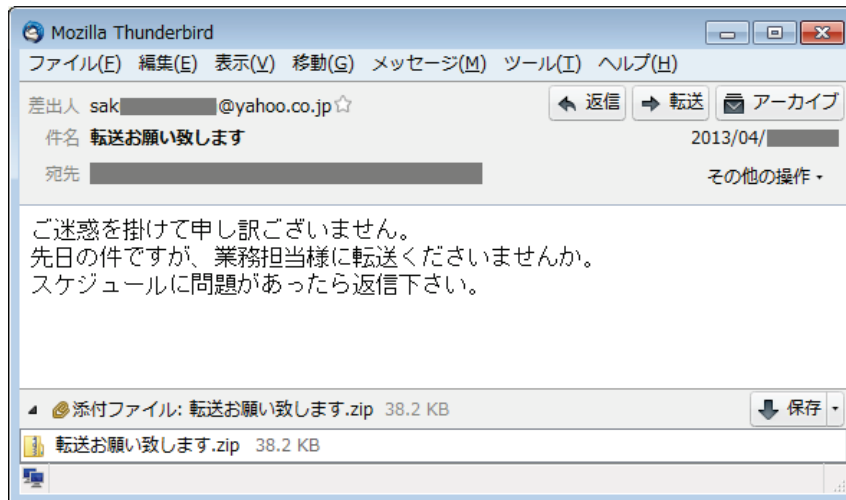 Mozilla Thunderbird
ファイル(F) 編集(E) 表示(V) 移動(G) メッセージ(M) ツール(T) ヘルプ(H)
差出人 sak @yahoo.co.jp 返信 転送 アーカイブ
件名 転送お願い致します 2013/04/
宛先 その他の操作
ご迷惑を掛けて申し訳ございません。
先日の件ですが、業務担当様に転送くださいませんか。
スケジュールに問題があったら返信下さい。
添付ファイル: 転送お願い致します.zip 38.2 KB 保存
転送お願い致します.zip 38.2 KB